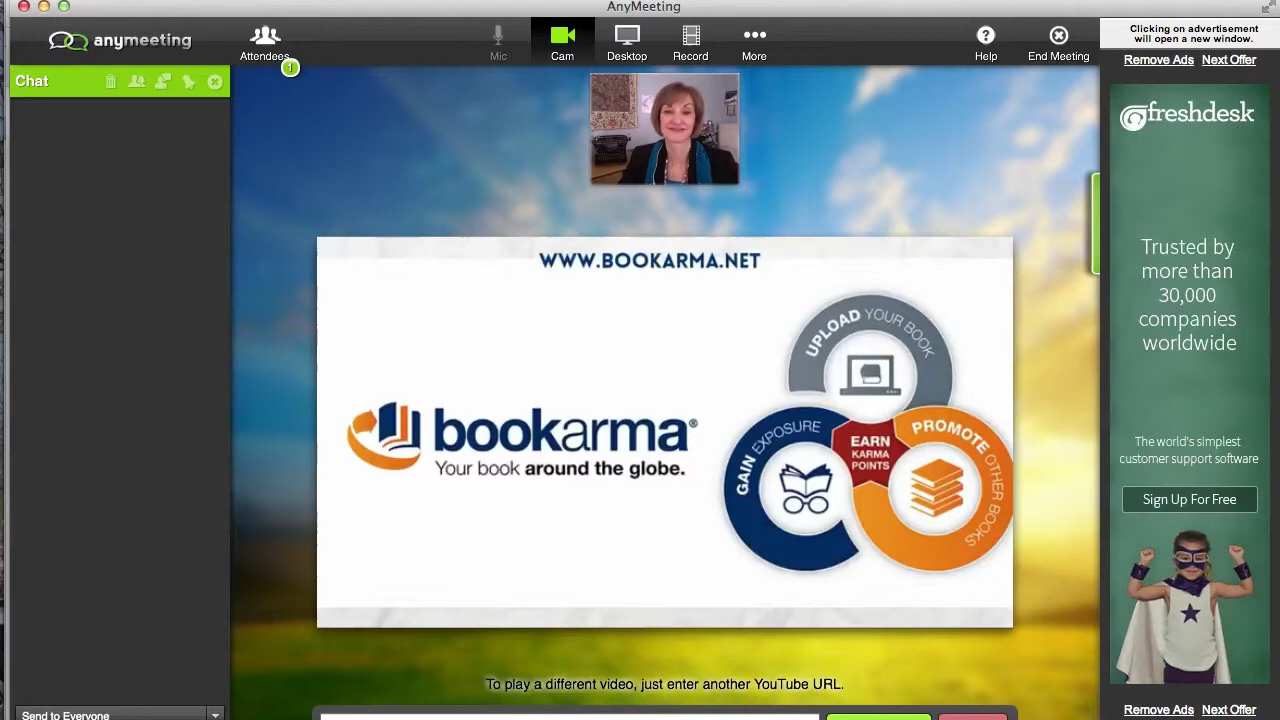 AnyMeeting
anymeeting
Attendees
1
Mic
Cam
Desktop
Record
More
Help
End Meeting
Chat
Send to Everyone
WWW.BOOKARMA.NET
bookarma®
Your book around the globe.
UPLOAD YOUR BOOK
GAIN EXPOSURE
EARN
KARMA
POINTS
PROMOTE OTHER BOOKS
To play a different video, just enter another YouTube URL.
Clicking on advertisement
will open a new window.
Remove Ads Next Offer
freshdesk
Trusted by
more than
30,000
companies
worldwide
The world's simplest
customer support software
Sign Up For Free
Remove Ads Next Offer